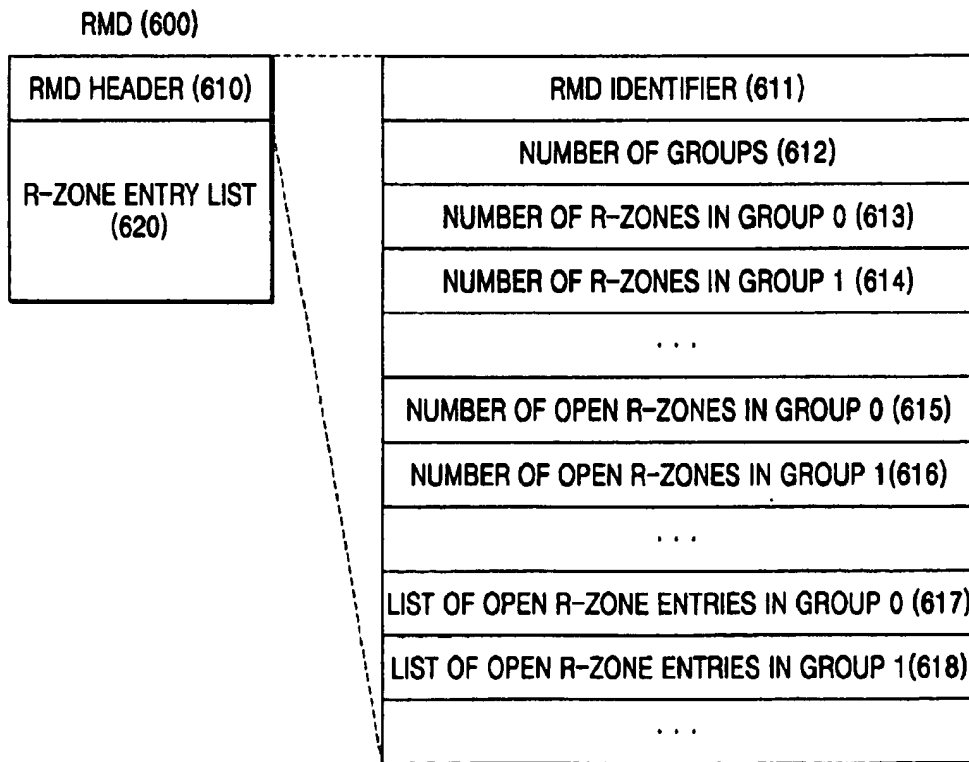 RMD (600)
RMD HEADER (610)
R-ZONE ENTRY LIST
(620)
RMD IDENTIFIER (611)
NUMBER OF GROUPS (612)
NUMBER OF R-ZONES IN GROUP 0 (613)
NUMBER OF R-ZONES IN GROUP 1 (614)
. . .
NUMBER OF OPEN R-ZONES IN GROUP 0 (615)
NUMBER OF OPEN R-ZONES IN GROUP 1(616)
. . .
LIST OF OPEN R-ZONE ENTRIES IN GROUP 0 (617)
LIST OF OPEN R-ZONE ENTRIES IN GROUP 1(618)
. . .